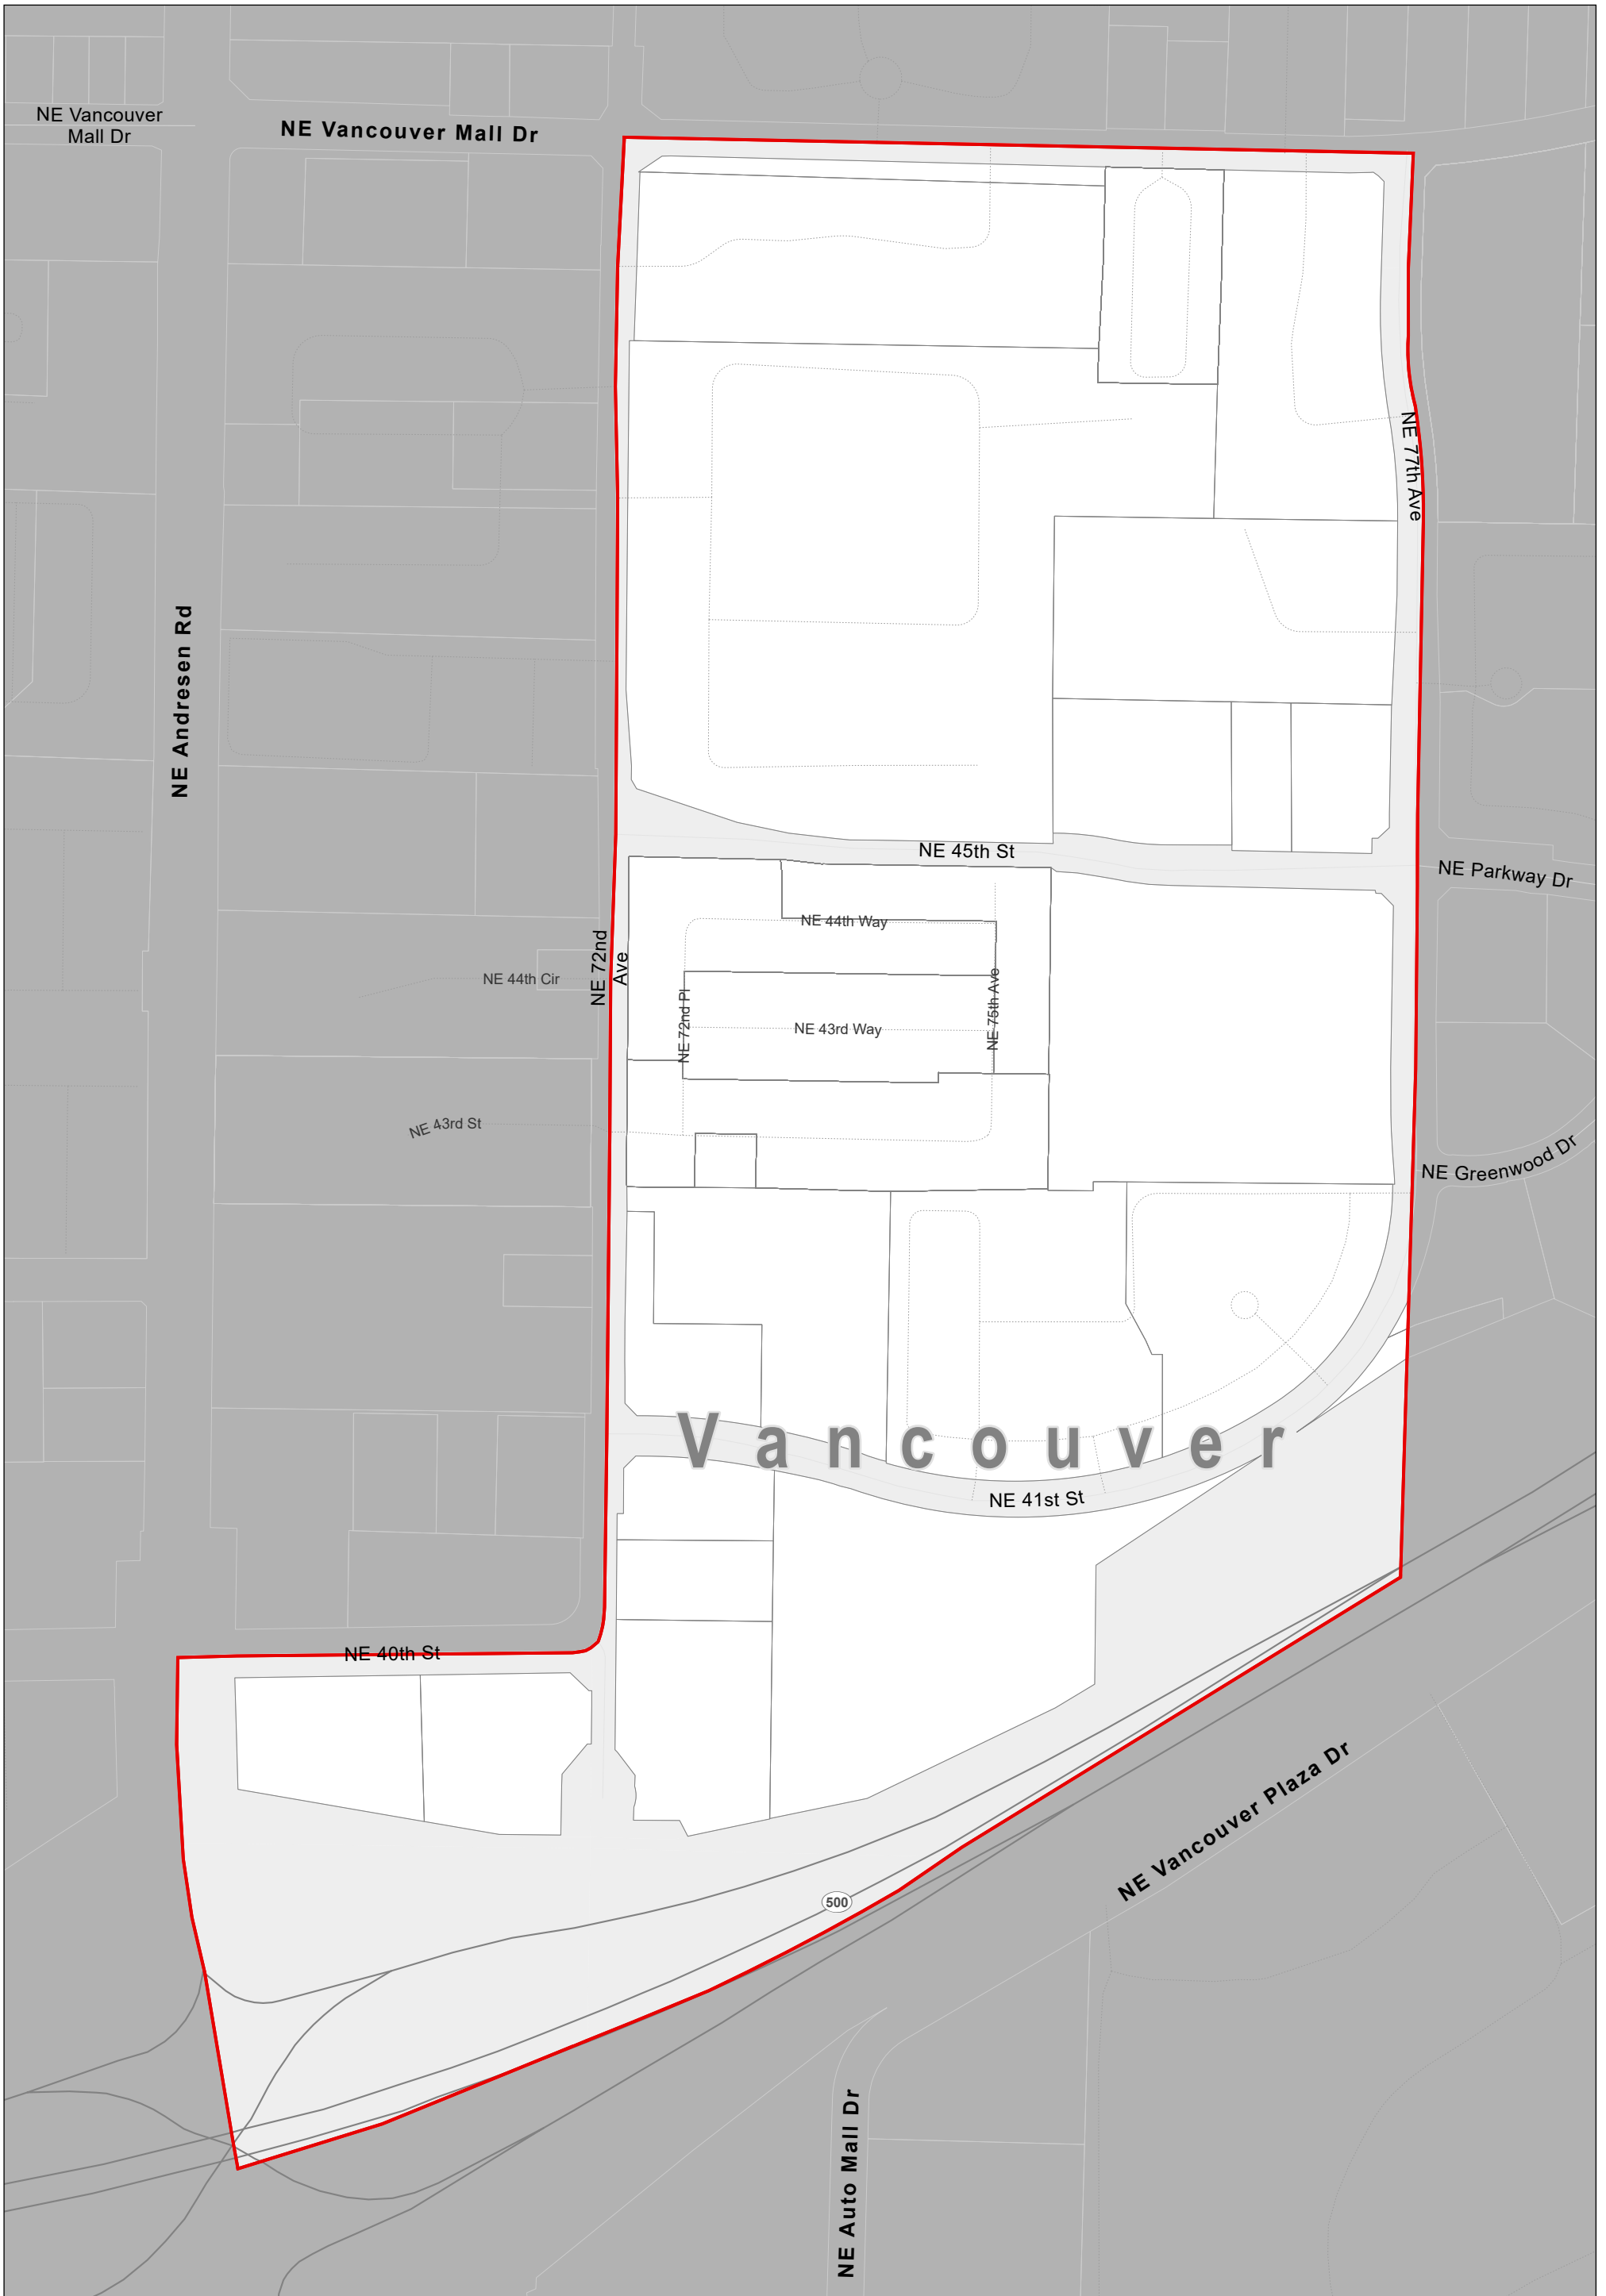 NE Vancouver
Mall Dr
NE Vancouver Mall Dr
NE 77th Ave
NE Andresen Rd
NE 45th St
NE Parkway Dr
NE 44th Way
NE 72nd
Ave
NE 44th Cir
NE 72nd Pl
NE 75th Ave
NE 43rd Way
NE 43rd St
NE Greenwood Dr
Vancouver
NE 41st St
NE 40th St
NE Vancouver Plaza Dr
500
NE Auto Mall Dr